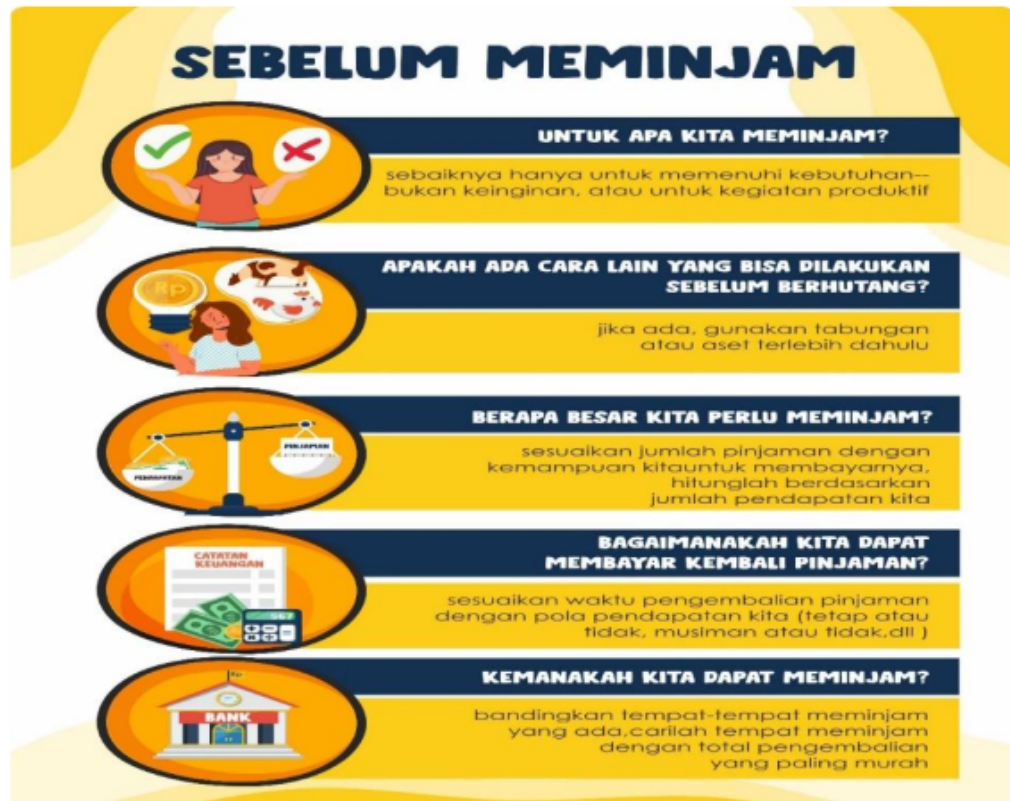 SEBELUM MEMINJAM
UNTUK APA KITA MEMINJAM?
sebaiknya hanya untuk memenuhi kebutuhan--
bukan keinginan, atau untuk kegiatan produktif
Rp
APAKAH ADA CARA LAIN YANG BISA DILAKUKAN
SEBELUM BERHUTANG?
jika ada, gunakan tabungan
atau aset terlebih dahulu
PENDAPATAN
PINJAMAN
BERAPA BESAR KITA PERLU MEMINJAM?
sesuaikan jumlah pinjaman dengan
kemampuan kitauntuk membayarnya,
hitunglah berdasarkan
jumlah pendapatan kita
CATATAN
KEUANGAN
567
BAGAIMANAKAH KITA DAPAT
MEMBAYAR KEMBALI PINJAMAN?
sesuaikan waktu pengembalian pinjaman
dengan pola pendapatan kita (tetap atau
tidak, musiman atau tidak,dll )
Rp
BANK
KEMANAKAH KITA DAPAT MEMINJAM?
bandingkan tempat-tempat meminjam
yang ada,carilah tempat meminjam
dengan total pengembalian
yang paling murah